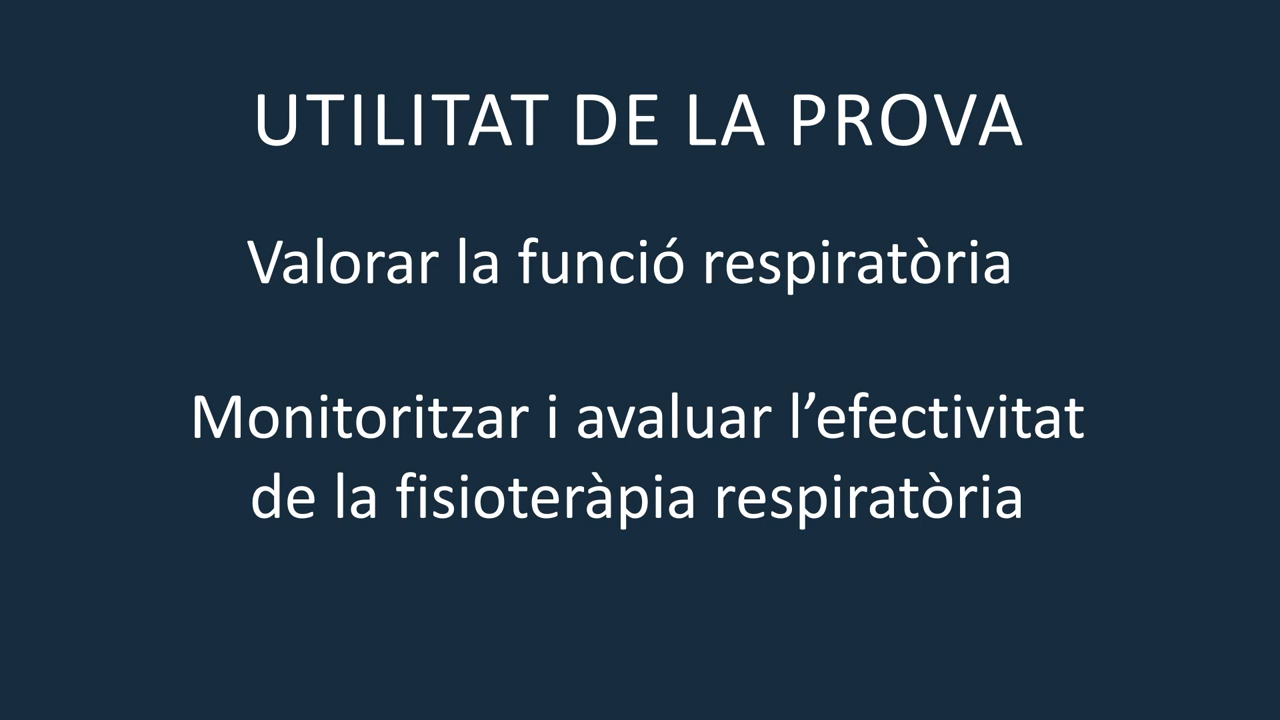 UTILITAT DE LA PROVA
Valorar la funció respiratòria
Monitoritzar i avaluar l’efectivitat
de la fisioteràpia respiratòria